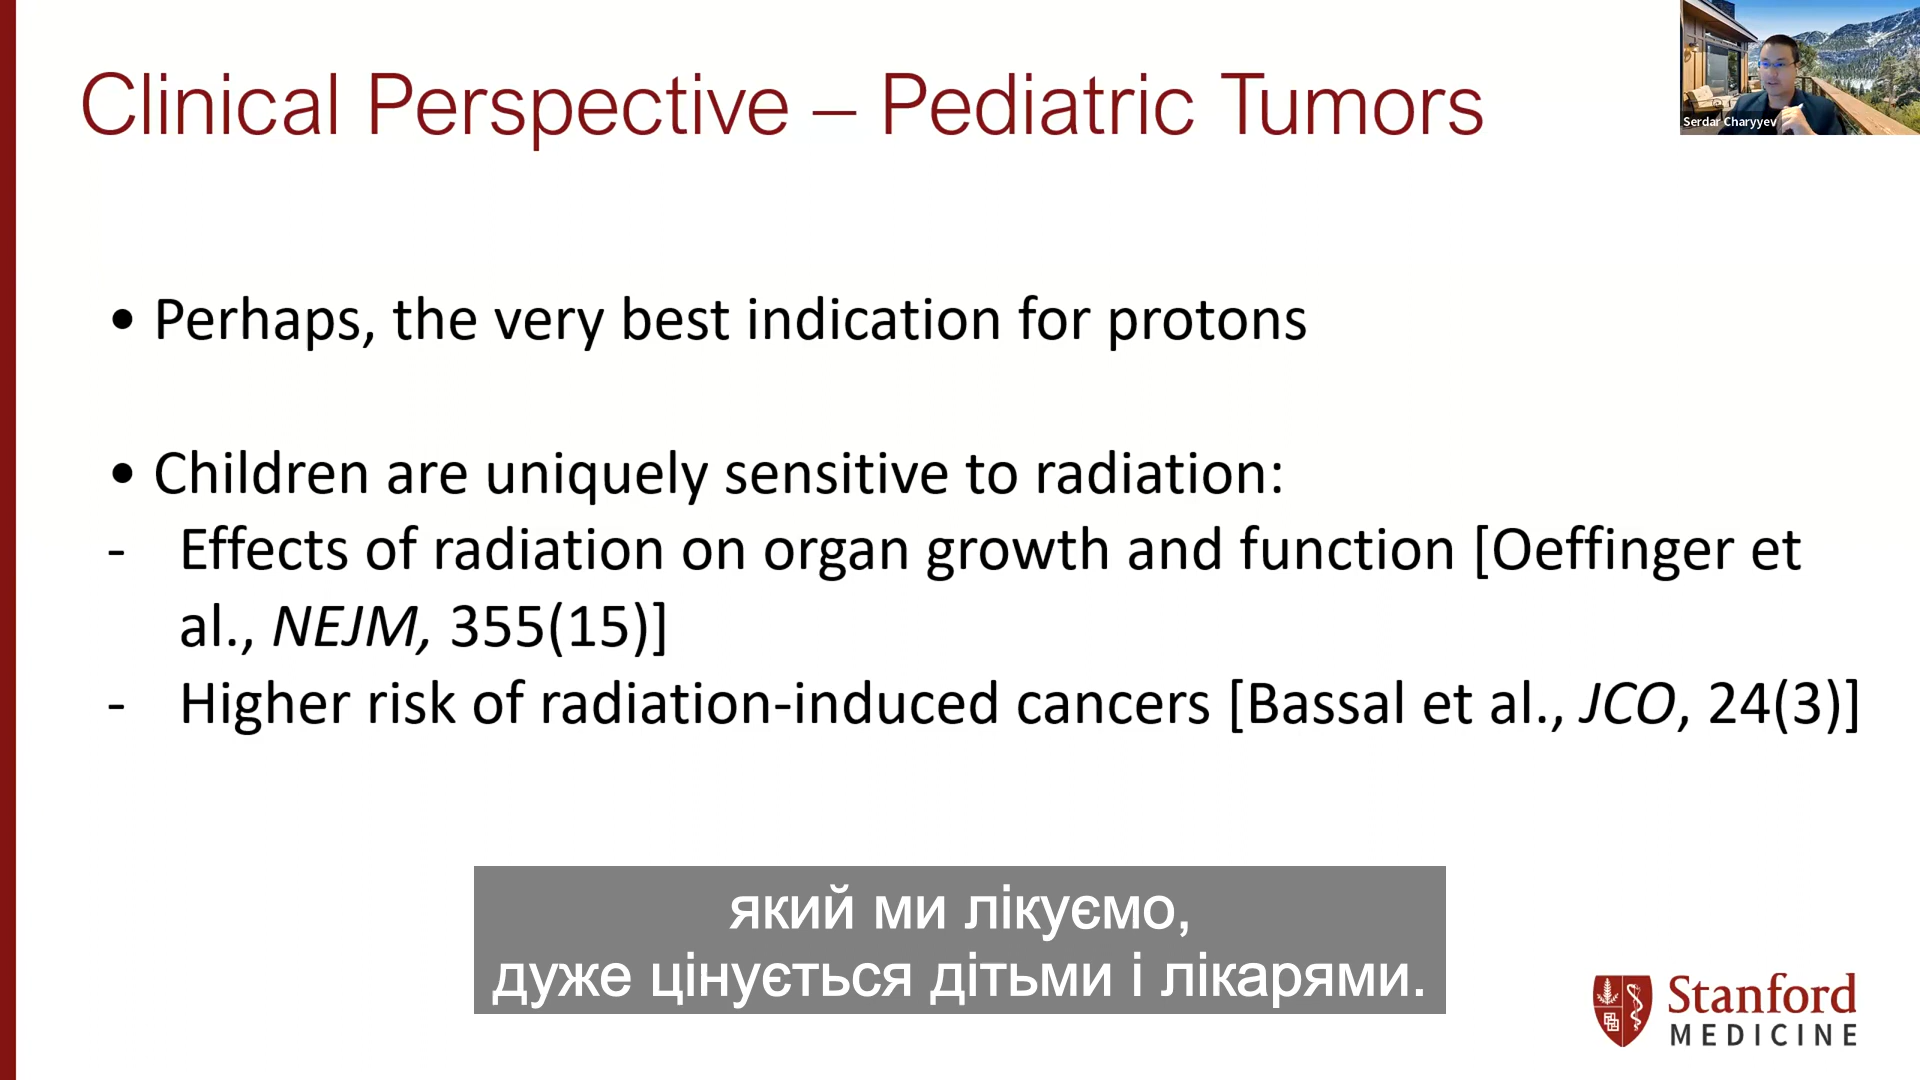 Clinical Perspective – Pediatric Tumors
Serdar Charyyev
• Perhaps, the very best indication for protons
• Children are uniquely sensitive to radiation:
- Effects of radiation on organ growth and function [Oeffinger et
al., NEJM, 355(15)]
- Higher risk of radiation-induced cancers [Bassal et al., JCO, 24(3)]
який ми лікуємо,
дуже цінується дітьми і лікарями.
Stanford
MEDICINE